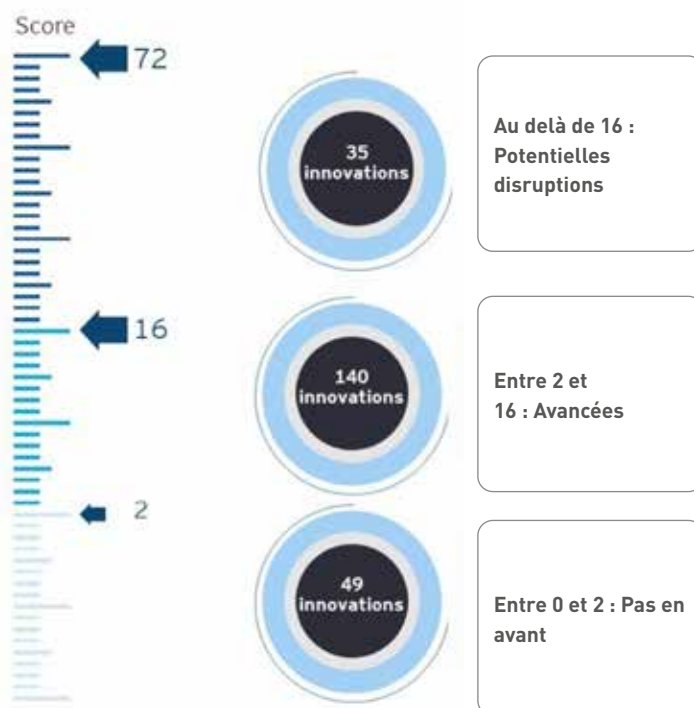 Score
72
35
innovations
Au delà de 16 :
Potentielles
disruptions
16
140
innovations
Entre 2 et
16 : Avancées
2
49
innovations
Entre 0 et 2 : Pas en
avant